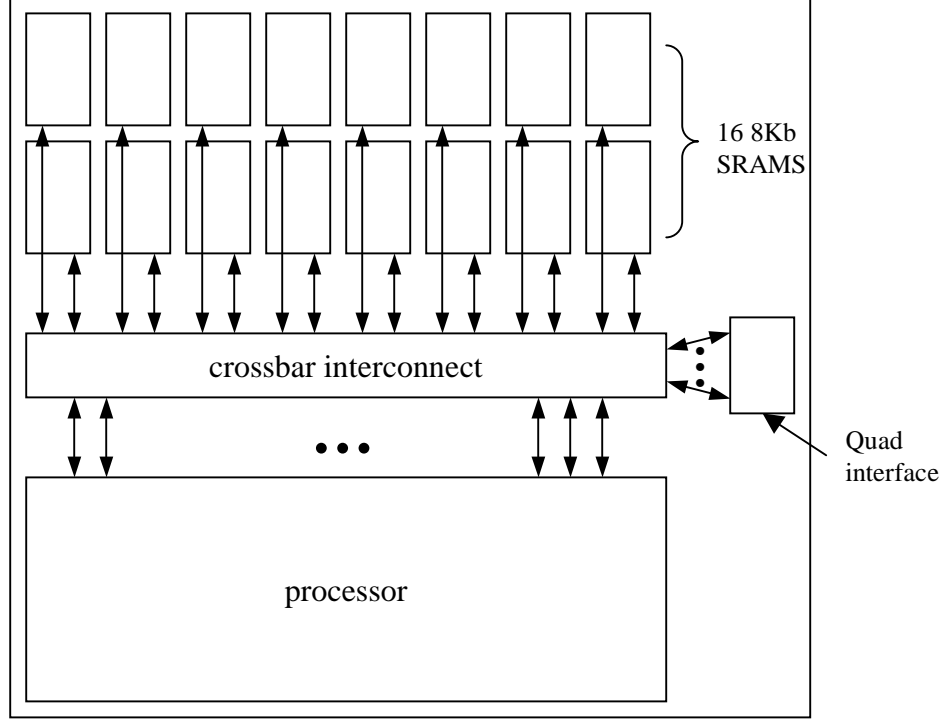 16 8Kb
SRAMS
crossbar interconnect
Quad
interface
processor